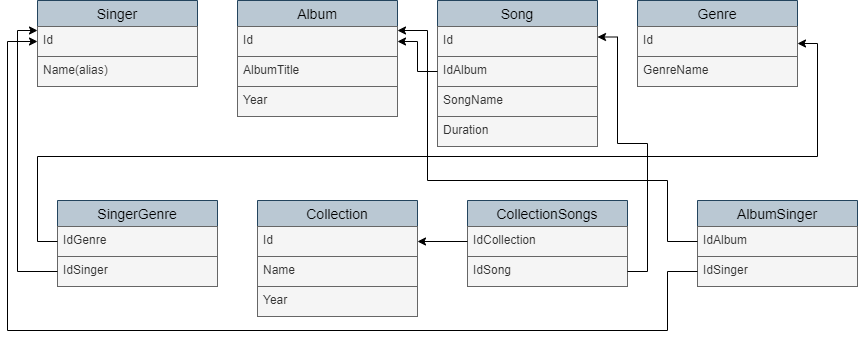 Singer
Id
Name(alias)
Album
Id
AlbumTitle
Year
Song
Id
IdAlbum
SongName
Duration
Genre
Id
GenreName
SingerGenre
IdGenre
IdSinger
Collection
Id
Name
Year
CollectionSongs
IdCollection
IdSong
AlbumSinger
IdAlbum
IdSinger